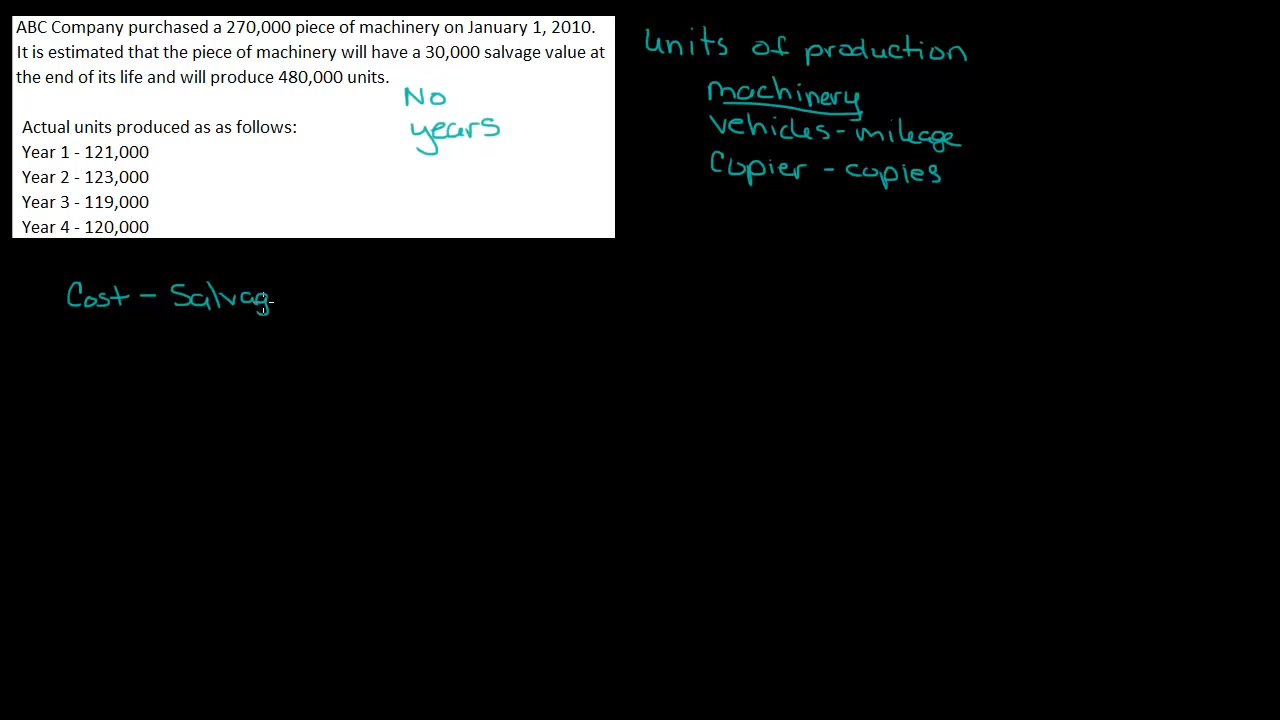 ABC Company purchased a 270,000 piece of machinery on January 1, 2010.
It is estimated that the piece of machinery will have a 30,000 salvage value at
the end of its life and will produce 480,000 units.
No
years
Actual units produced as as follows:
Year 1 - 121,000
Year 2 - 123,000
Year 3 - 119,000
Year 4 - 120,000
units of production
machinery
vehicles - mileage
Copier - copies
Cost - Salvag